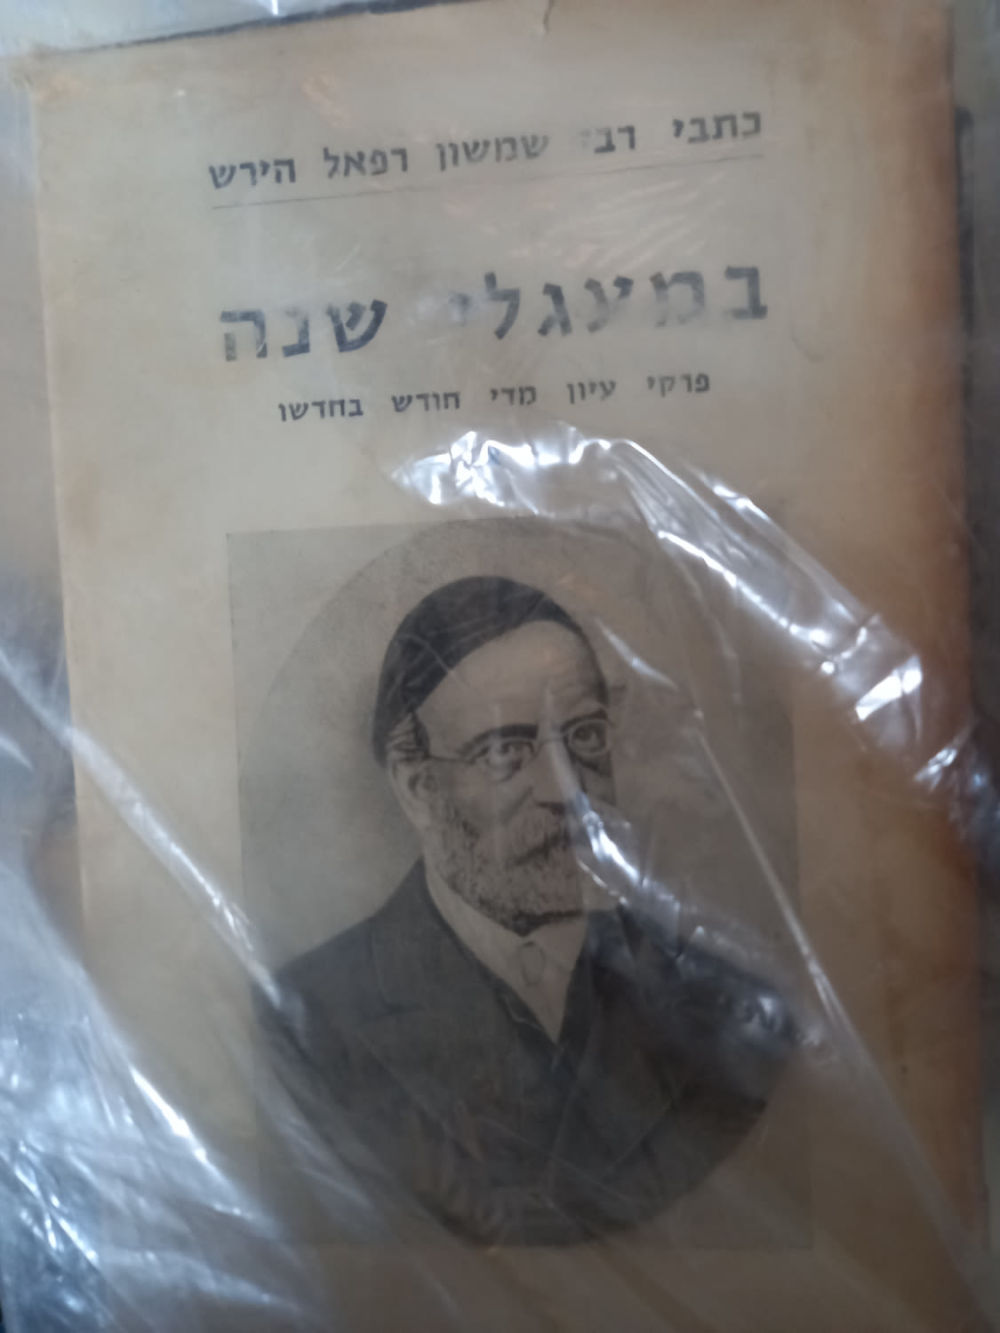 כתבי רבי שמשון רפאל הירש
במעגלי שנה
פרקי עיון מדי חודש בחדשו